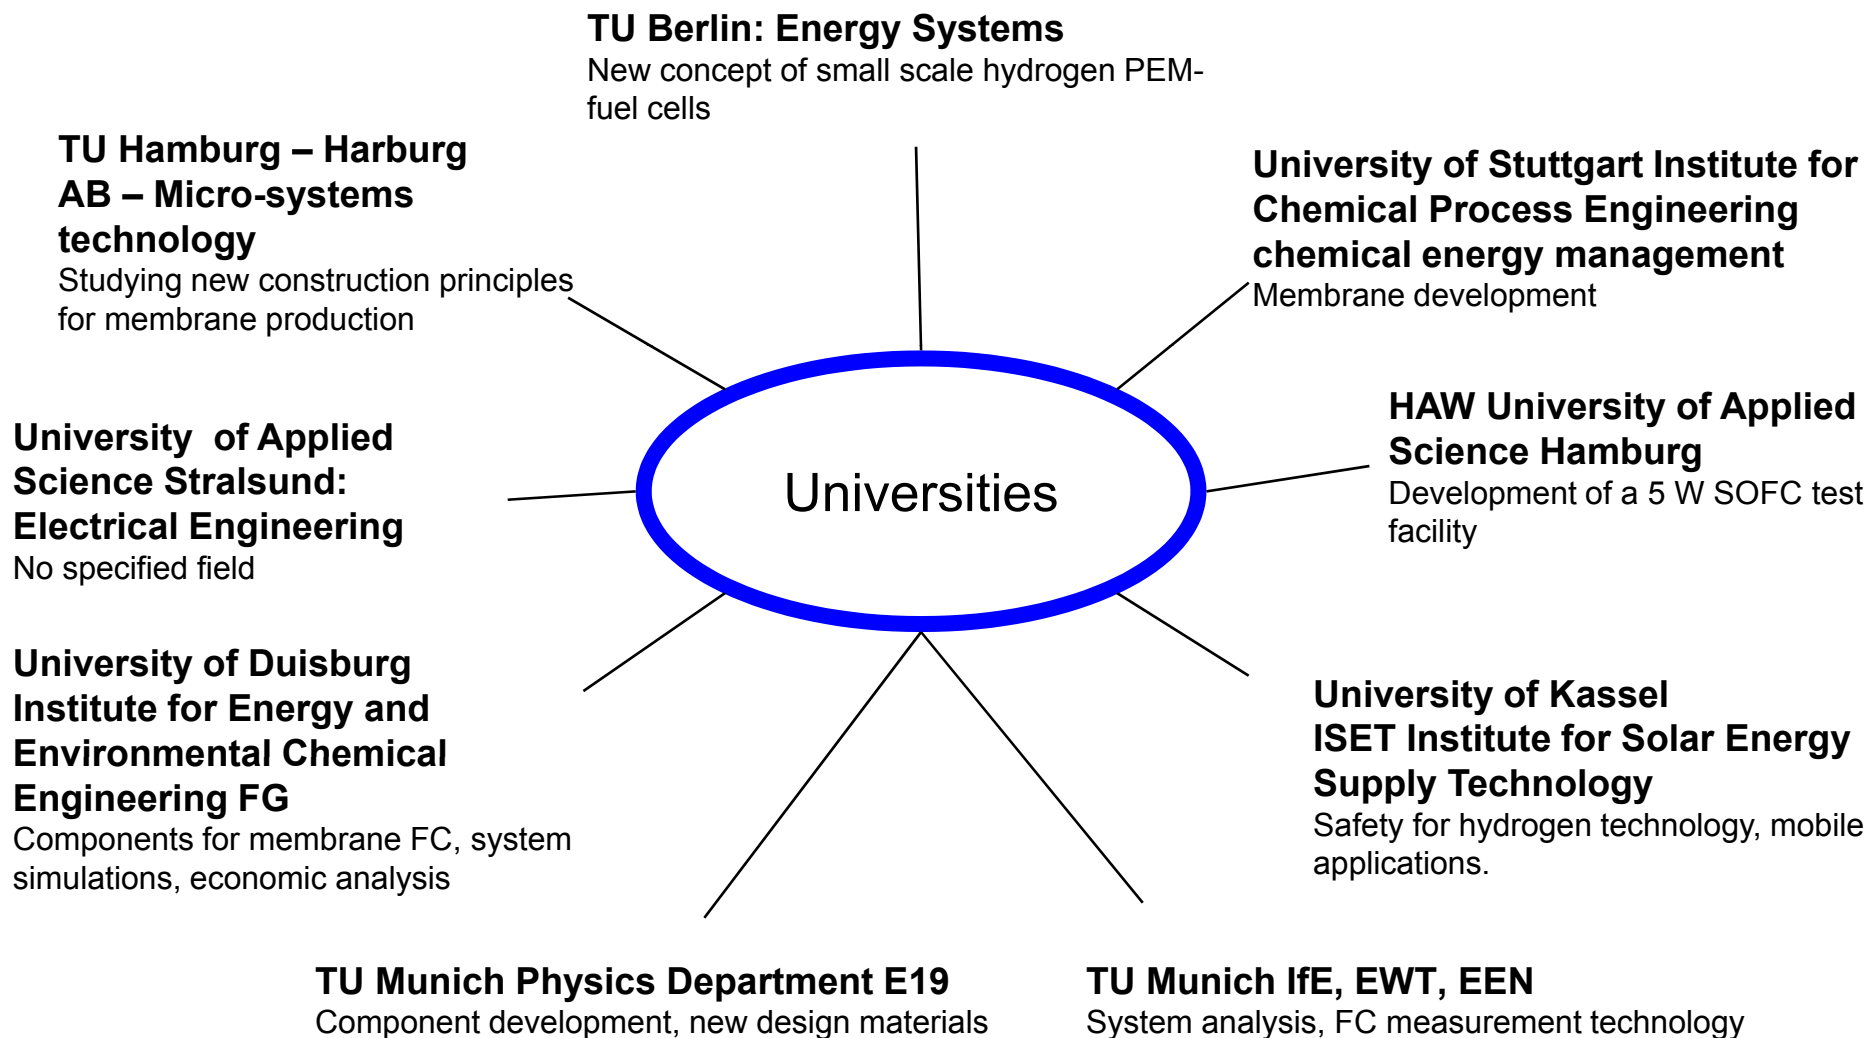 TU Berlin: Energy Systems
New concept of small scale hydrogen PEM-
fuel cells
TU Hamburg – Harburg
AB – Micro-systems
technology
Studying new construction principles
for membrane production
University of Stuttgart Institute for
Chemical Process Engineering
chemical energy management
Membrane development
University  of Applied
Science Stralsund:
Electrical Engineering
No specified field
Universities
HAW University of Applied
Science Hamburg
Development of a 5 W SOFC test
facility
University of Duisburg
Institute for Energy and
Environmental Chemical
Engineering FG
Components for membrane FC, system
simulations, economic analysis
University of Kassel
ISET Institute for Solar Energy
Supply Technology
Safety for hydrogen technology, mobile
applications.
TU Munich Physics Department E19
Component development, new design materials
TU Munich IfE, EWT, EEN
System analysis, FC measurement technology